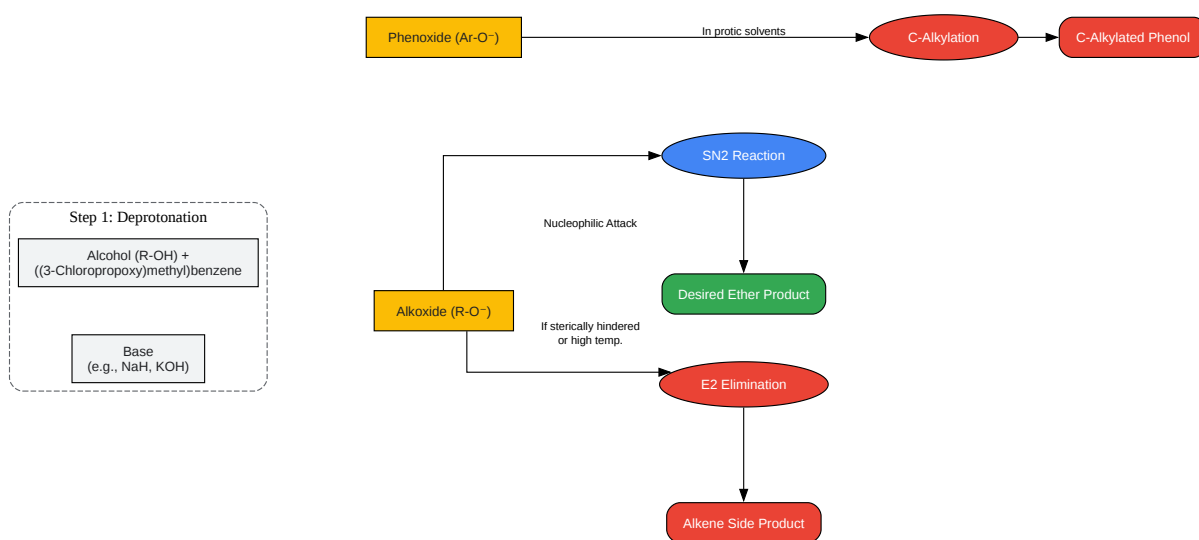 Phenoxide (Ar-O⁻)
In protic solvents
C-Alkylation
C-Alkylated Phenol
SN2 Reaction
Step 1: Deprotonation
Nucleophilic Attack
Alcohol (R-OH) +
((3-Chloropropoxy)methyl)benzene
Desired Ether Product
Alkoxide (R-O⁻)
If sterically hindered
or high temp.
Base
(e.g., NaH, KOH)
E2 Elimination
Alkene Side Product